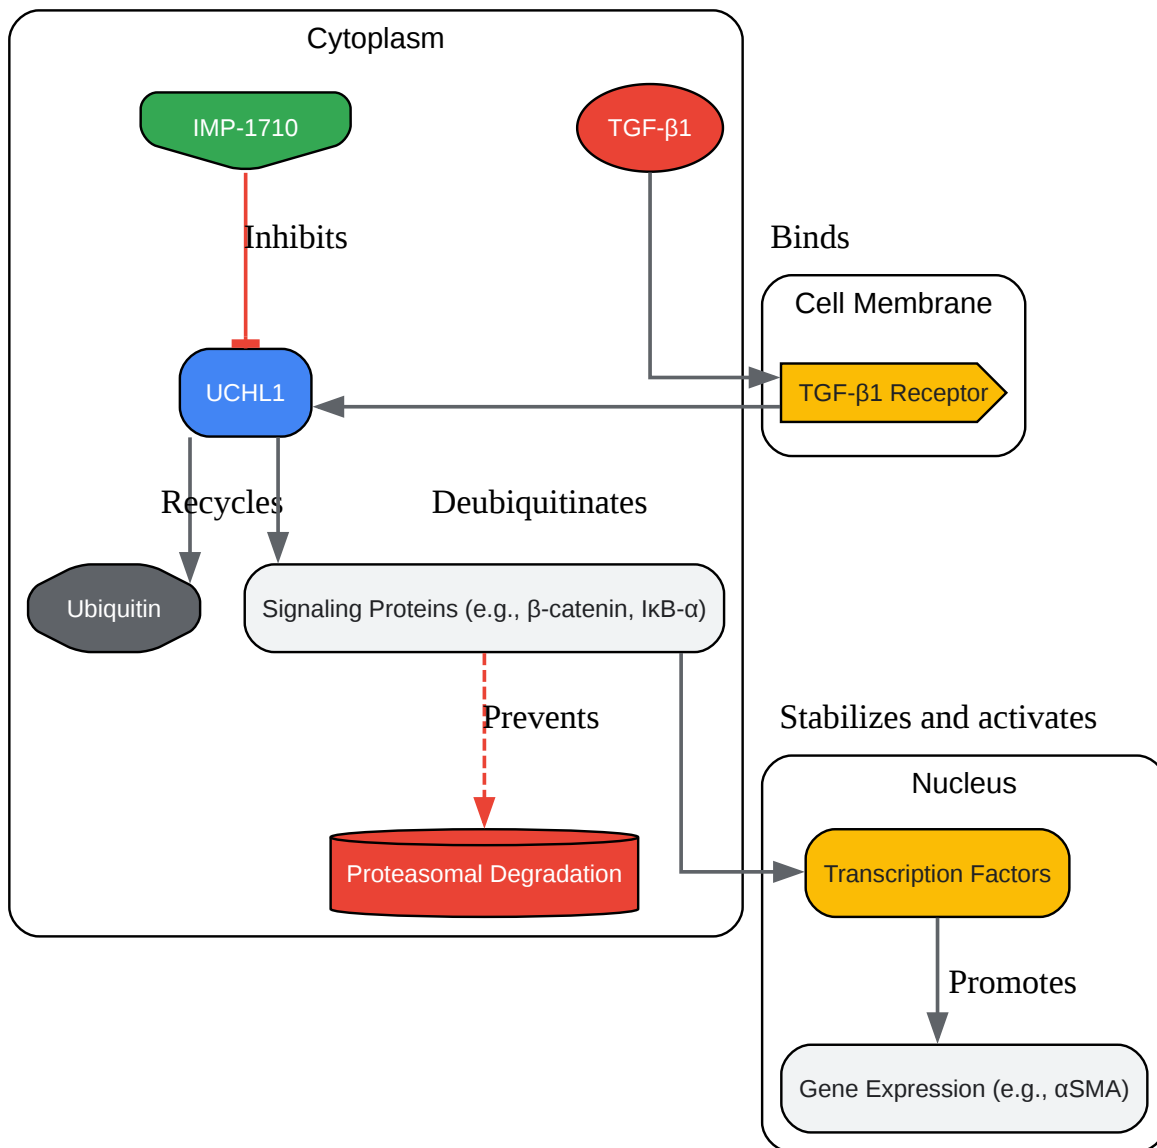 Cytoplasm
IMP-1710
TGF-β1
Inhibits
Binds
Cell Membrane
UCHL1
TGF-β1 Receptor
Recycles
Deubiquitinates
Ubiquitin
Signaling Proteins (e.g., β-catenin, IκB-α)
Prevents
Stabilizes and activates
Nucleus
Proteasomal Degradation
Transcription Factors
Promotes
Gene Expression (e.g., αSMA)